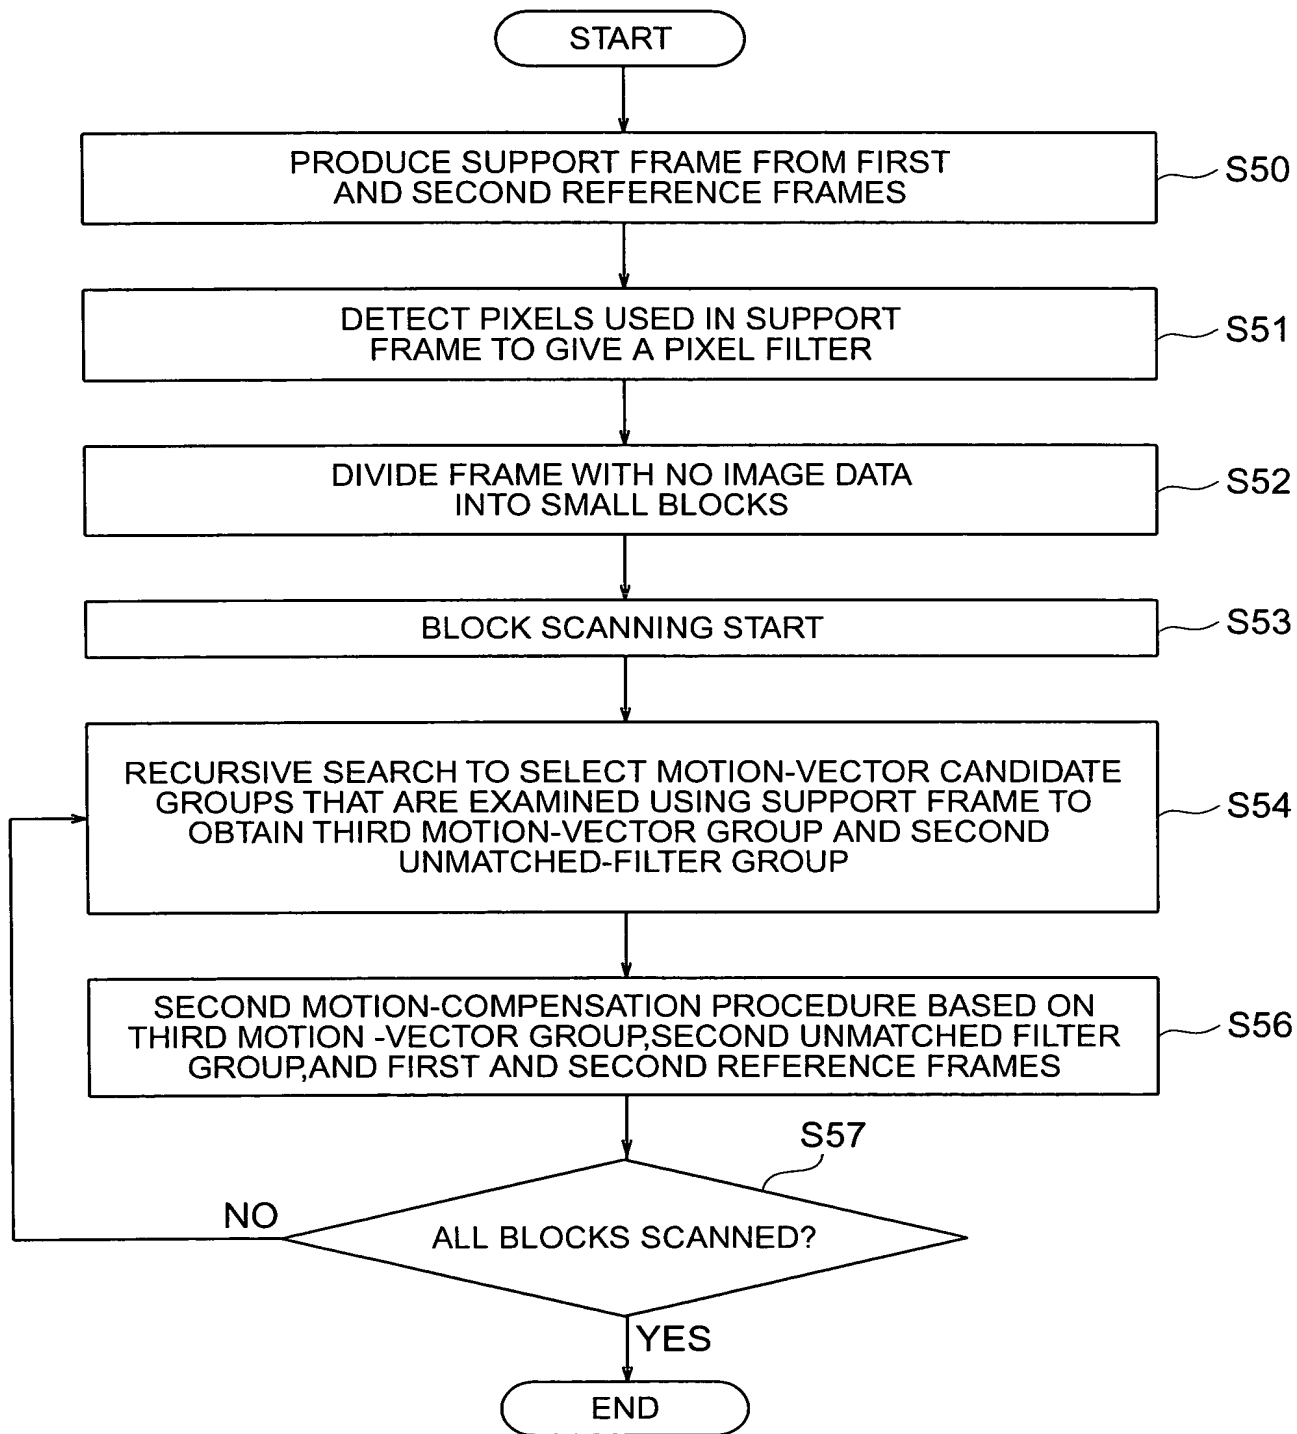 START
PRODUCE SUPPORT FRAME FROM FIRST
AND SECOND REFERENCE FRAMES
S50
DETECT PIXELS USED IN SUPPORT
FRAME TO GIVE A PIXEL FILTER
S51
DIVIDE FRAME WITH NO IMAGE DATA
INTO SMALL BLOCKS
S52
BLOCK SCANNING START
S53
RECURSIVE SEARCH TO SELECT MOTION-VECTOR CANDIDATE
GROUPS THAT ARE EXAMINED USING SUPPORT FRAME TO
OBTAIN THIRD MOTION-VECTOR GROUP AND SECOND
UNMATCHED-FILTER GROUP
S54
SECOND MOTION-COMPENSATION PROCEDURE BASED ON
THIRD MOTION -VECTOR GROUP,SECOND UNMATCHED FILTER
GROUP,AND FIRST AND SECOND REFERENCE FRAMES
S56
S57
ALL BLOCKS SCANNED?
NO
YES
END